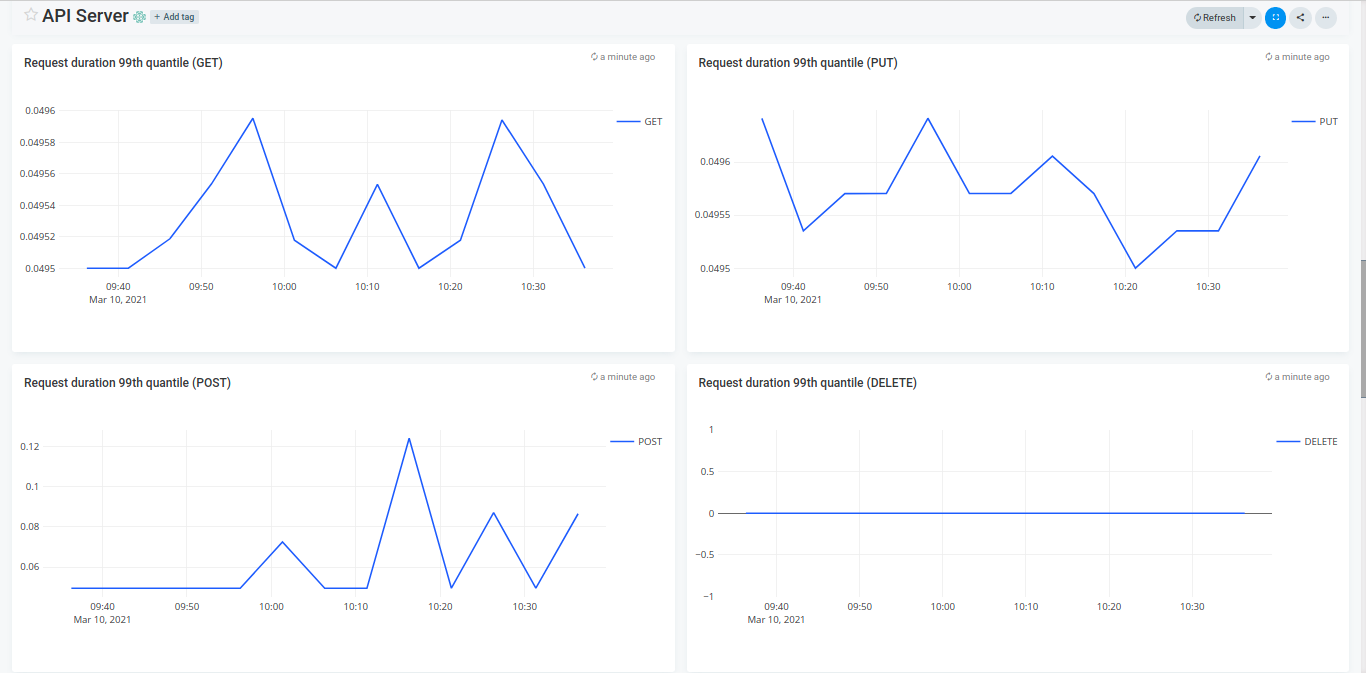 API Server + Add tag
Refresh
Request duration 99th quantile (GET)
a minute ago
0.0496
0.04958
0.04956
0.04954
0.04952
0.0495
09:40 09:50 10:00 10:10 10:20 10:30
Mar 10, 2021
GET
Request duration 99th quantile (PUT)
a minute ago
0.0496
0.04955
0.0495
09:40 09:50 10:00 10:10 10:20 10:30
Mar 10, 2021
PUT
Request duration 99th quantile (POST)
a minute ago
0.12
0.1
0.08
0.06
09:40 09:50 10:00 10:10 10:20 10:30
Mar 10, 2021
POST
Request duration 99th quantile (DELETE)
a minute ago
1
0.5
0
−0.5
−1
09:40 09:50 10:00 10:10 10:20 10:30
Mar 10, 2021
DELETE